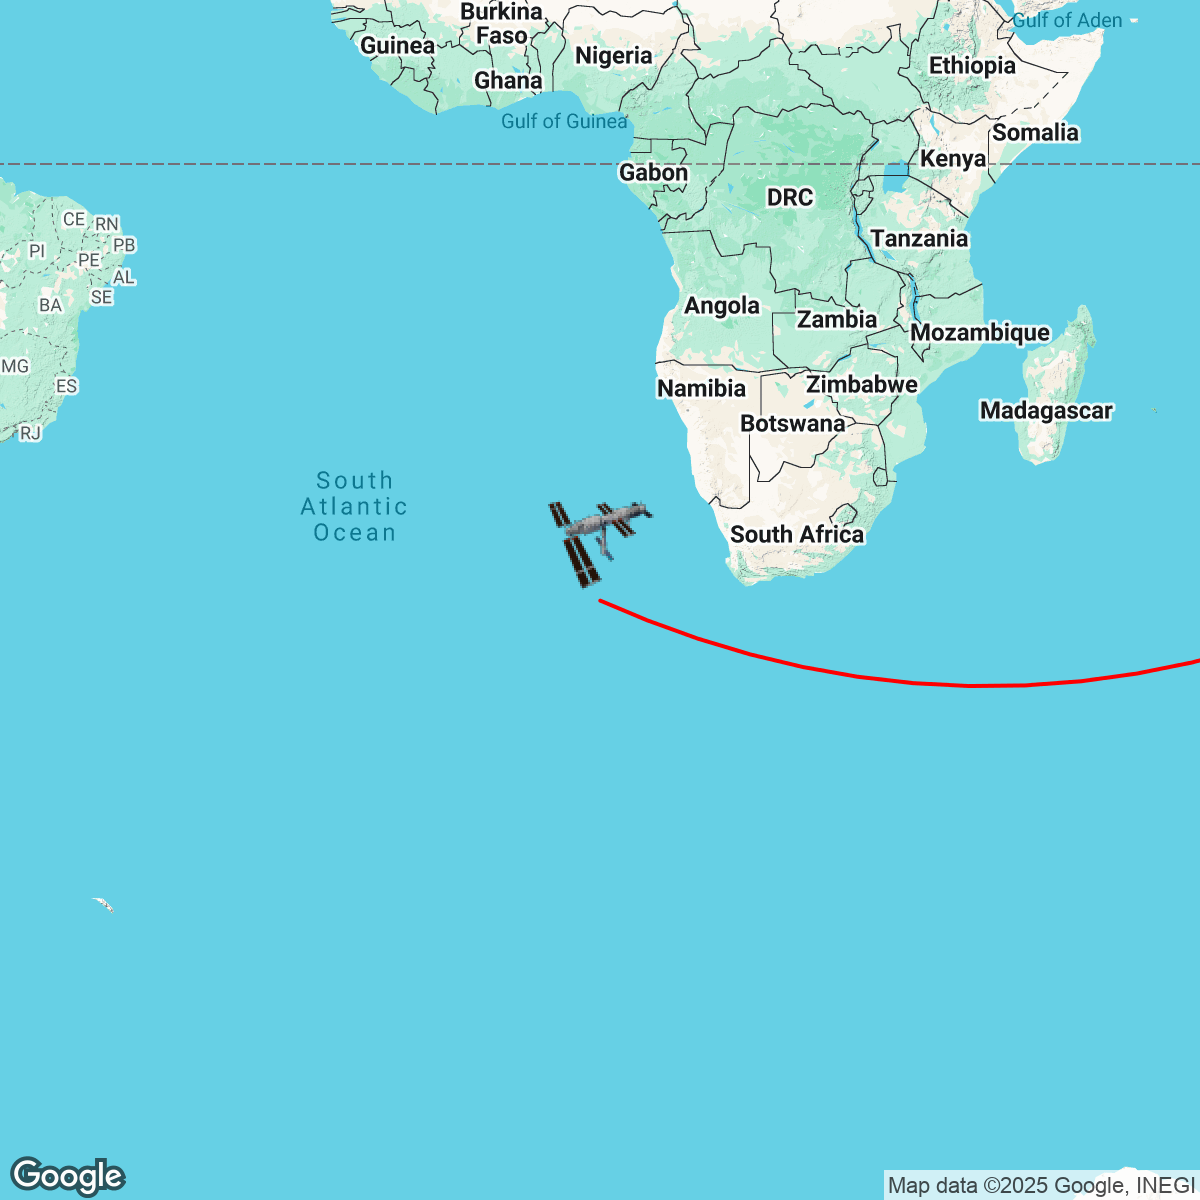 Burkina
Faso
Gulf of Aden
Guinea
Nigeria
Ethiopia
Ghana
Gulf of Guinea
Somalia
Kenya
Gabon
DRC
CE
RN
Tanzania
PI
PB
PE
AL
SE
BA
Angola
Zambia
Mozambique
MG
ES
Namibia
Zimbabwe
Madagascar
Botswana
RJ
South
Atlantic
Ocean
South Africa
Google
Map data ©2025 Google, INEGI